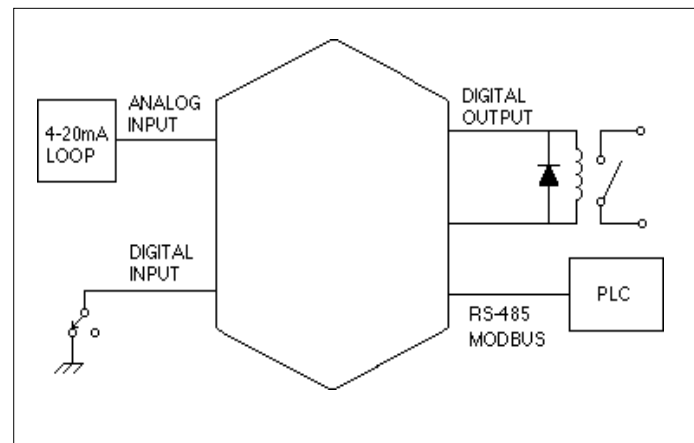 ANALOG
INPUT
4-20mA
LOOP
DIGITAL
OUTPUT
DIGITAL
INPUT
PLC
RS-485
MODBUS